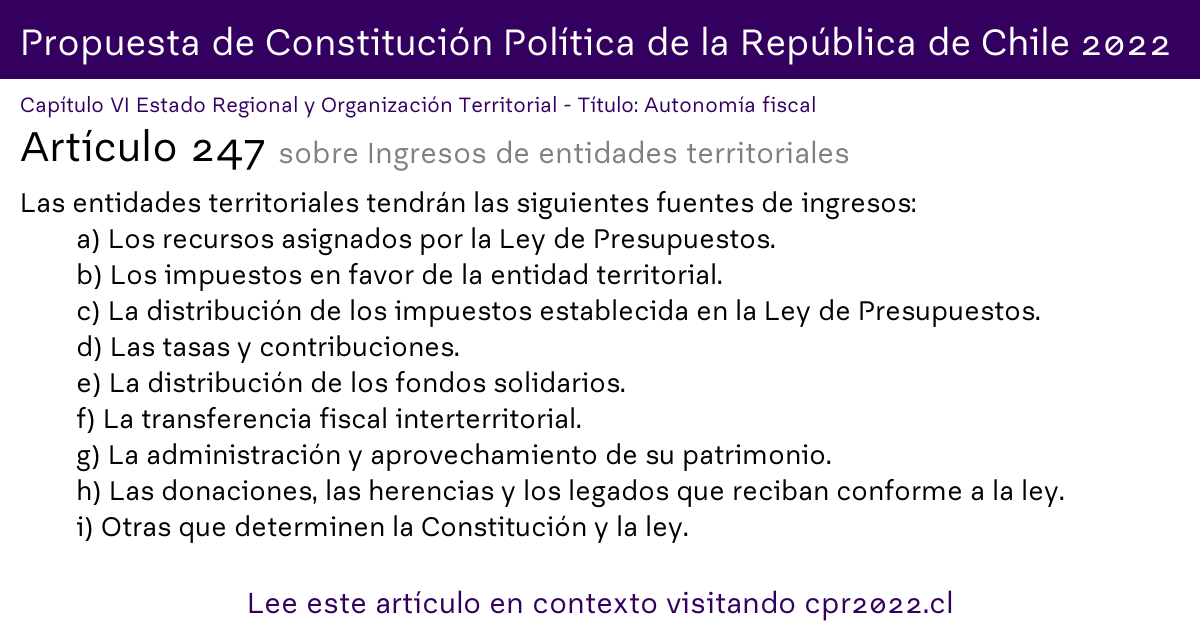 Propuesta de Constitución Política de la República de Chile 2022
Capítulo VI Estado Regional y Organización Territorial - Título: Autonomía fiscal
Artículo 247 sobre Ingresos de entidades territoriales
Las entidades territoriales tendrán las siguientes fuentes de ingresos:
a) Los recursos asignados por la Ley de Presupuestos.
b) Los impuestos en favor de la entidad territorial.
c) La distribución de los impuestos establecida en la Ley de Presupuestos.
d) Las tasas y contribuciones.
e) La distribución de los fondos solidarios.
f) La transferencia fiscal interterritorial.
g) La administración y aprovechamiento de su patrimonio.
h) Las donaciones, las herencias y los legados que reciban conforme a la ley.
i) Otras que determinen la Constitución y la ley.
Lee este artículo en contexto visitando cpr2022.cl